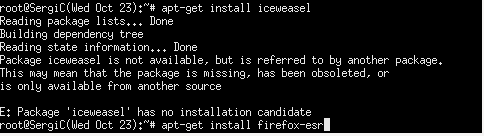 root@SergiC(Wed Oct 23):~# apt-get install iceweasel
Reading package lists... Done
Building dependency tree
Reading state information... Done
Package iceweasel is not available, but is referred to by another package.
This may mean that the package is missing, has been obsoleted, or
is only available from another source

E: Package 'iceweasel' has no installation candidate
root@SergiC(Wed Oct 23):~# apt-get install firefox-esr